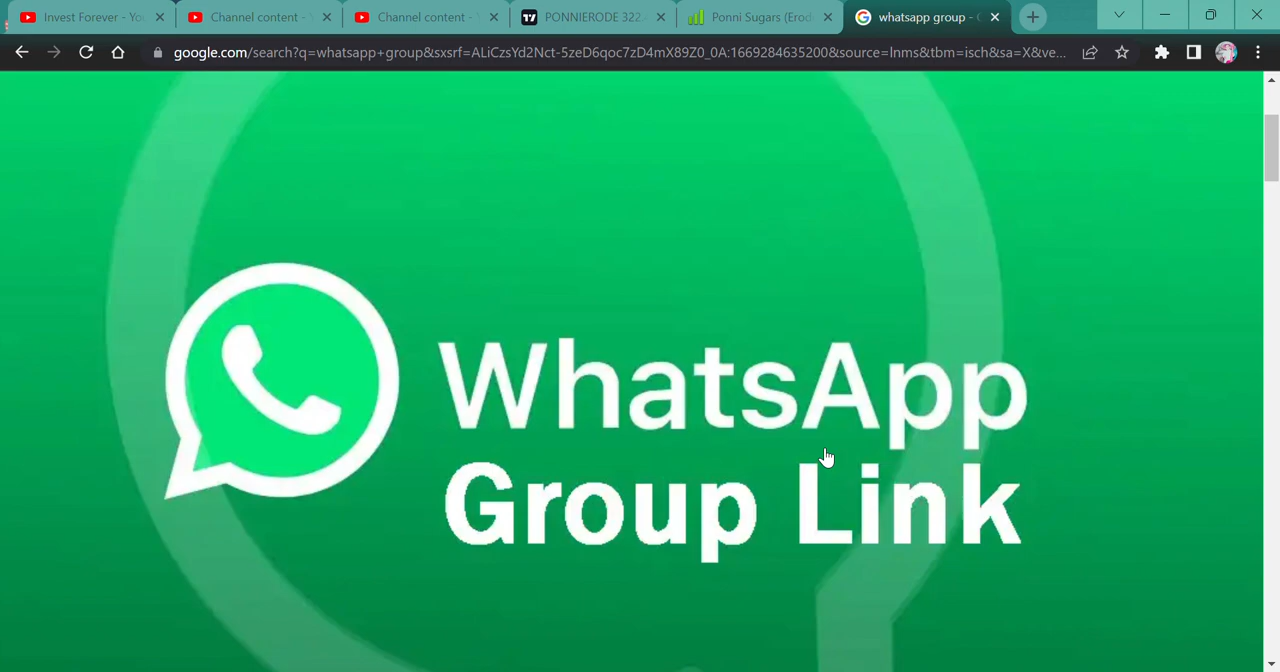 Invest Forever - Yo
Channel content - Y
Channel content - Y
PONNIERODE 322.
Ponni Sugars (Erod
whatsapp group - G
google.com/search?q=whatsapp+group&sxsrf=ALiCzsYd2Nct-5zeD6qoc7zD4mX89Z0_0A:1669284635200&source=lnms&tbm=isch&sa=X&ve...
WhatsApp
Group Link